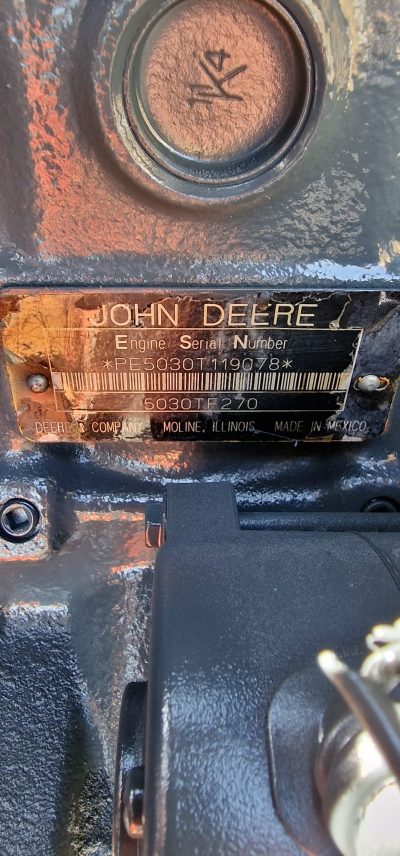 JOHN DEERE
Engine Serial Number
*PE5030T119078*
5030TF270
DEERE & COMPANY MOLINE, ILLINOIS MADE IN MEXICO